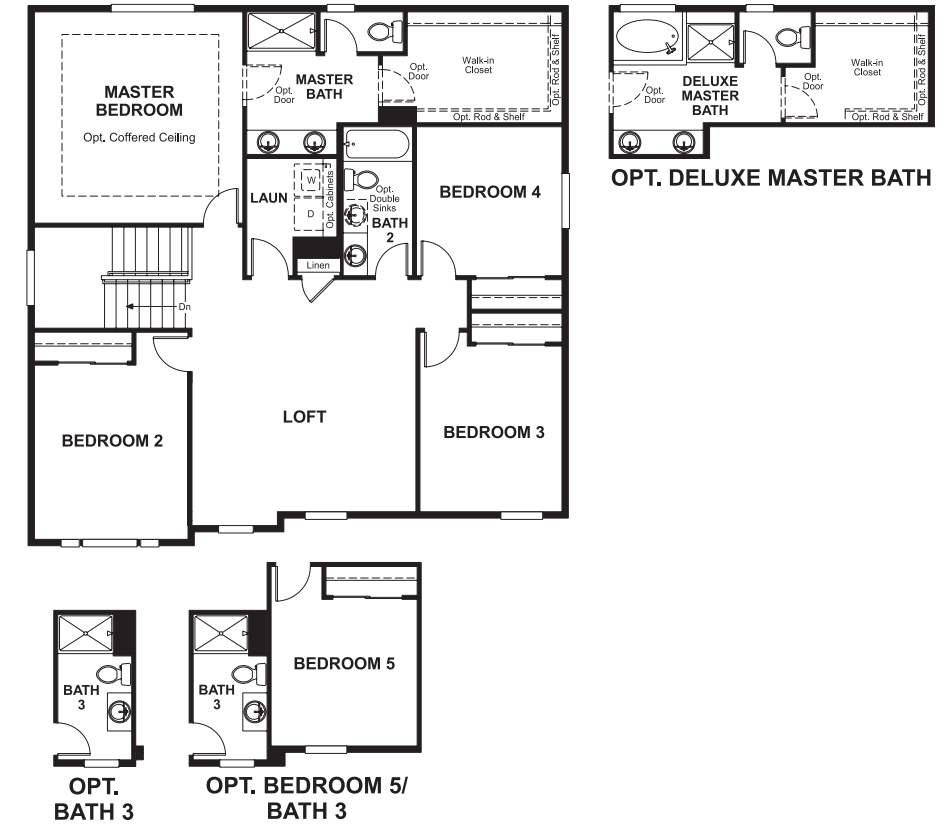 MASTER
BEDROOM
Opt. Coffered Ceiling
Opt.
Door
MASTER
BATH
Opt.
Door
Walk-in
Closet
Opt. Rod & Shelf
Opt. Rod & Shelf
LAUN
W
D
Opt. Cabinets
Linen
Opt.
Double
Sinks
BATH
2
BEDROOM 4
Dn
BEDROOM 2
LOFT
BEDROOM 3
Opt.
Door
DELUXE
MASTER
BATH
Opt.
Door
Walk-in
Closet
Opt. Rod & Shelf
Opt. Rod & Shelf
OPT. DELUXE MASTER BATH
BATH
3
OPT.
BATH 3
BATH
3
BEDROOM 5
OPT. BEDROOM 5/
BATH 3